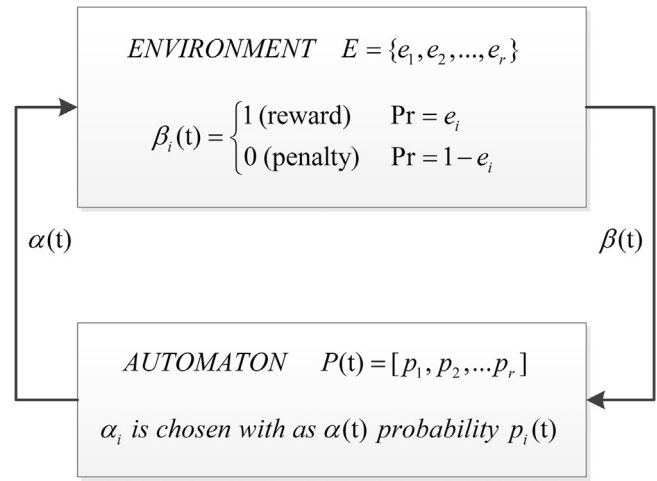 ENVIRONMENT E = {e₁, e₂, ..., eᵣ}
βᵢ(t) = { 1 (reward) Pr = eᵢ
0 (penalty) Pr = 1 − eᵢ
α(t) β(t)
AUTOMATON P(t) = [p₁, p₂, ... pᵣ]
αᵢ is chosen with as α(t) probability pᵢ(t)